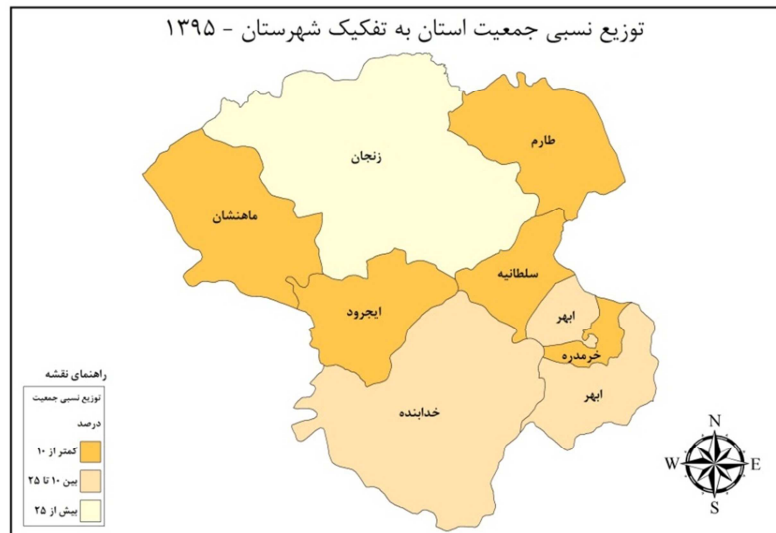 توزیع نسبی جمعیت استان به تفکیک شهرستان - ۱۳۹۵
طارم
زنجان
ماهنشان
سلطانیه
ایجرود
ابهر
خرمدره
ابهر
خدابنده
راهنمای نقشه
توزیع نسبی جمعیت
درصد
کمتر از ۱۰
بین ۱۰ تا ۲۵
بیش از ۲۵
N
W E
S